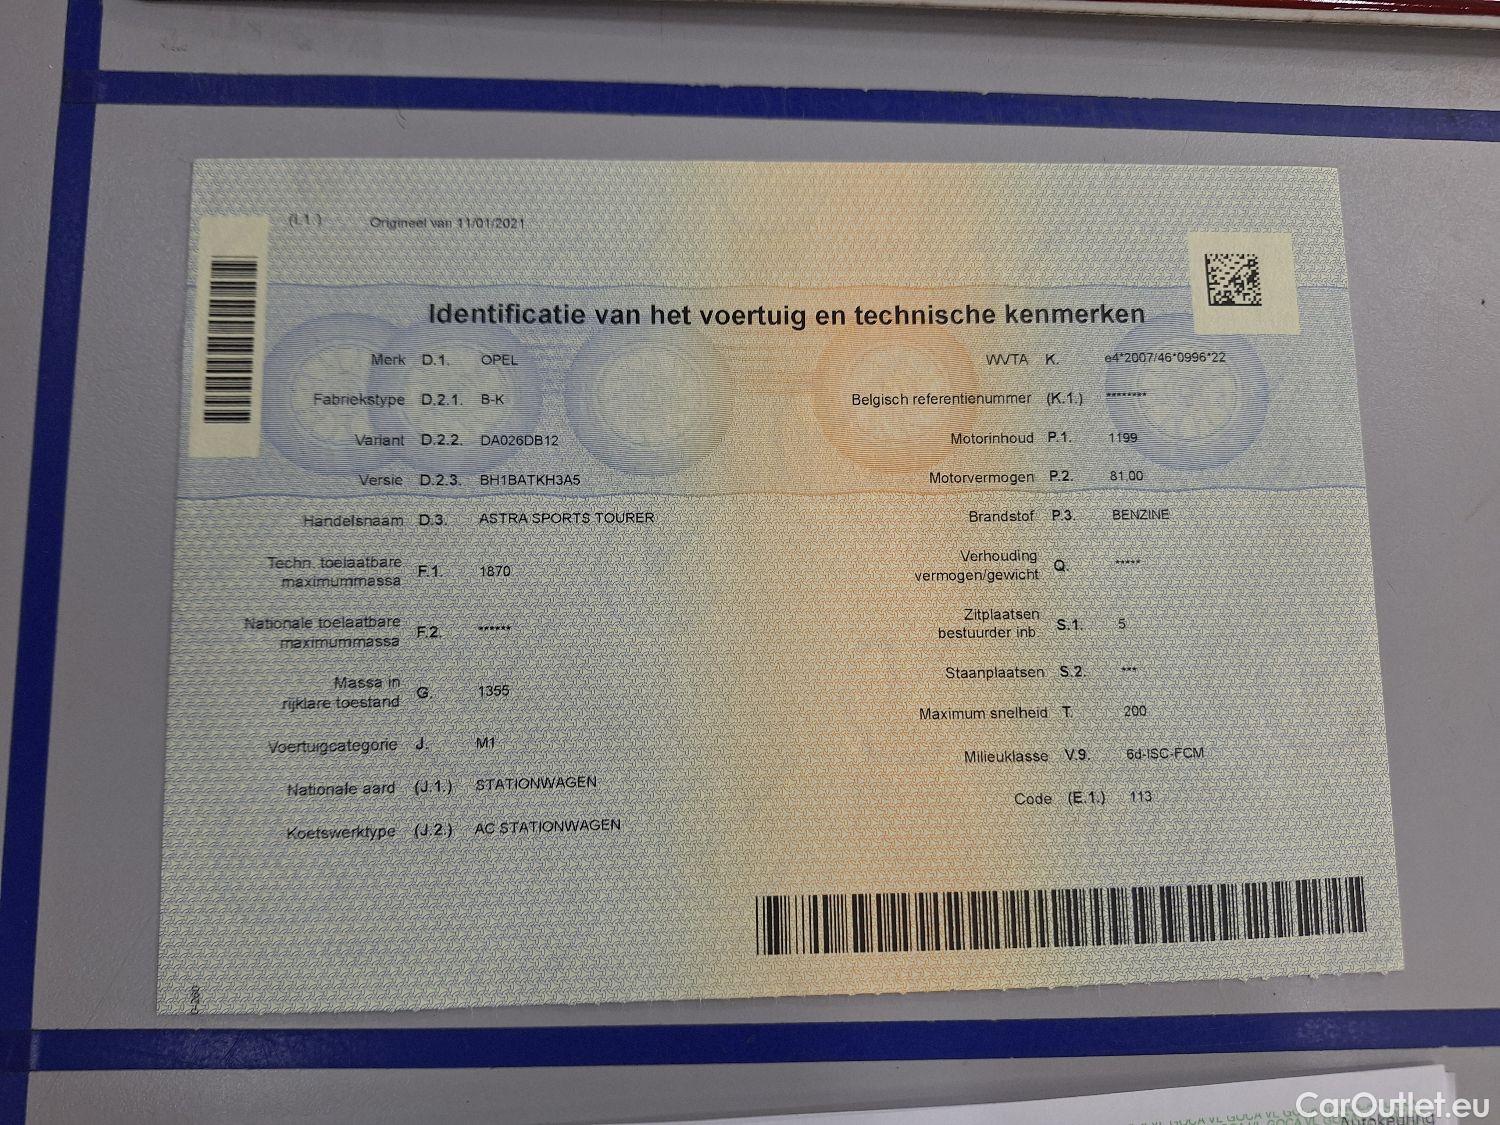 (I.1.) Origineel van 11/01/2021
Identificatie van het voertuig en technische kenmerken
Merk D.1. OPEL
Fabriekstype D.2.1. B-K
Variant D.2.2. DA026DB12
Versie D.2.3. BH1BATKH3A5
Handelsnaam D.3. ASTRA SPORTS TOURER
Techn. toelaatbare
maximummassa F.1. 1870
Nationale toelaatbare
maximummassa F.2. ******
Massa in
rijklare toestand G. 1355
Voertuigcategorie J. M1
Nationale aard (J.1.) STATIONWAGEN
Koetswerktype (J.2.) AC STATIONWAGEN
WVTA K. e4*2007/46*0996*22
Belgisch referentienummer (K.1.) ********
Motorinhoud P.1. 1199
Motorvermogen P.2. 81.00
Brandstof P.3. BENZINE
Verhouding
vermogen/gewicht Q. *****
Zitplaatsen
bestuurder inb. S.1. 5
Staanplaatsen S.2. ***
Maximum snelheid T. 200
Milieuklasse V.9. 6d-ISC-FCM
Code (E.1.) 113
CarOutlet.eu
Autokeuring